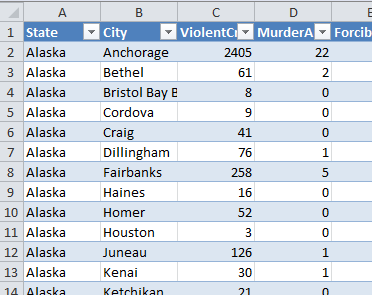 A B C D E
1 State City ViolentCr MurderA Forcib
2 Alaska Anchorage 2405 22
3 Alaska Bethel 61 2
4 Alaska Bristol Bay B 8 0
5 Alaska Cordova 9 0
6 Alaska Craig 41 0
7 Alaska Dillingham 76 1
8 Alaska Fairbanks 258 5
9 Alaska Haines 16 0
10 Alaska Homer 52 0
11 Alaska Houston 3 0
12 Alaska Juneau 126 1
13 Alaska Kenai 30 1
14 Alaska Ketchikan 21 0